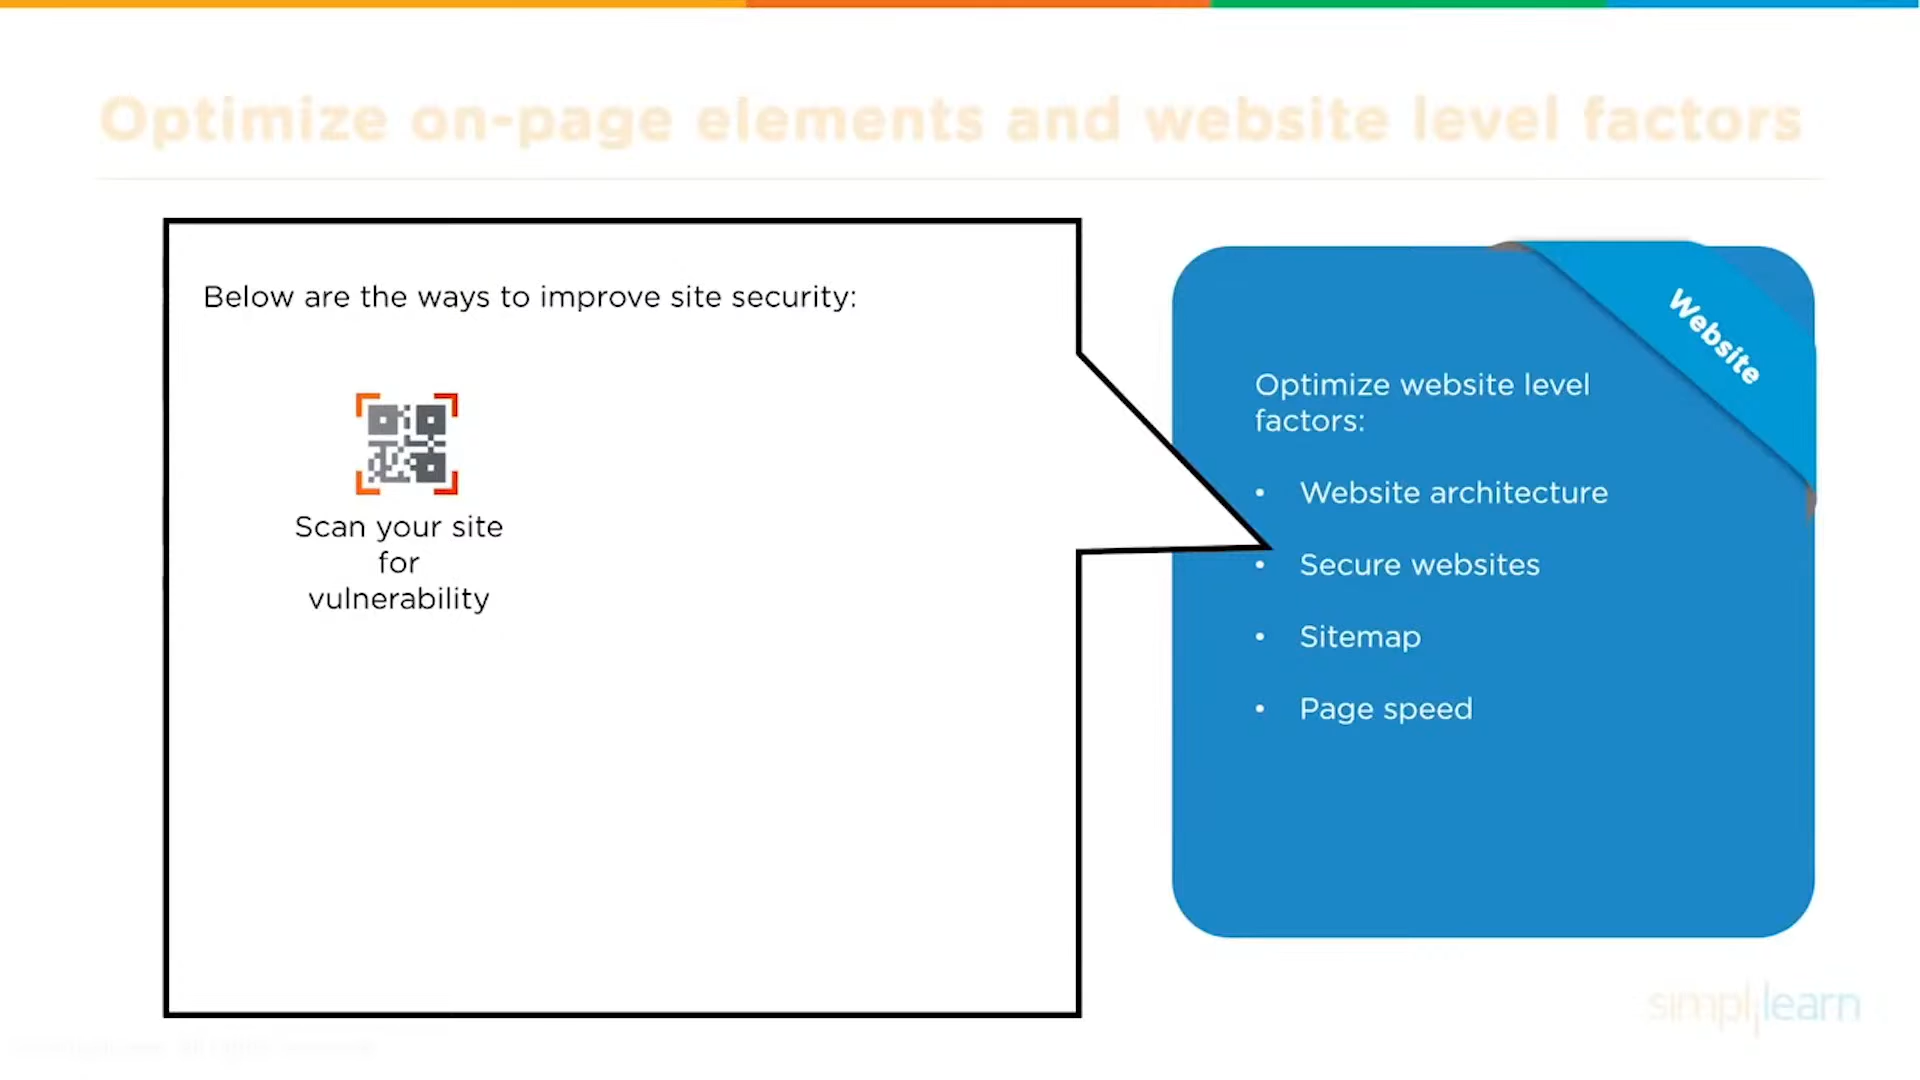 Optimize on-page elements and website level factors
Below are the ways to improve site security:
Scan your site
for
vulnerability
Website
Optimize website level
factors:
• Website architecture
• Secure websites
• Sitemap
• Page speed
simplilearn